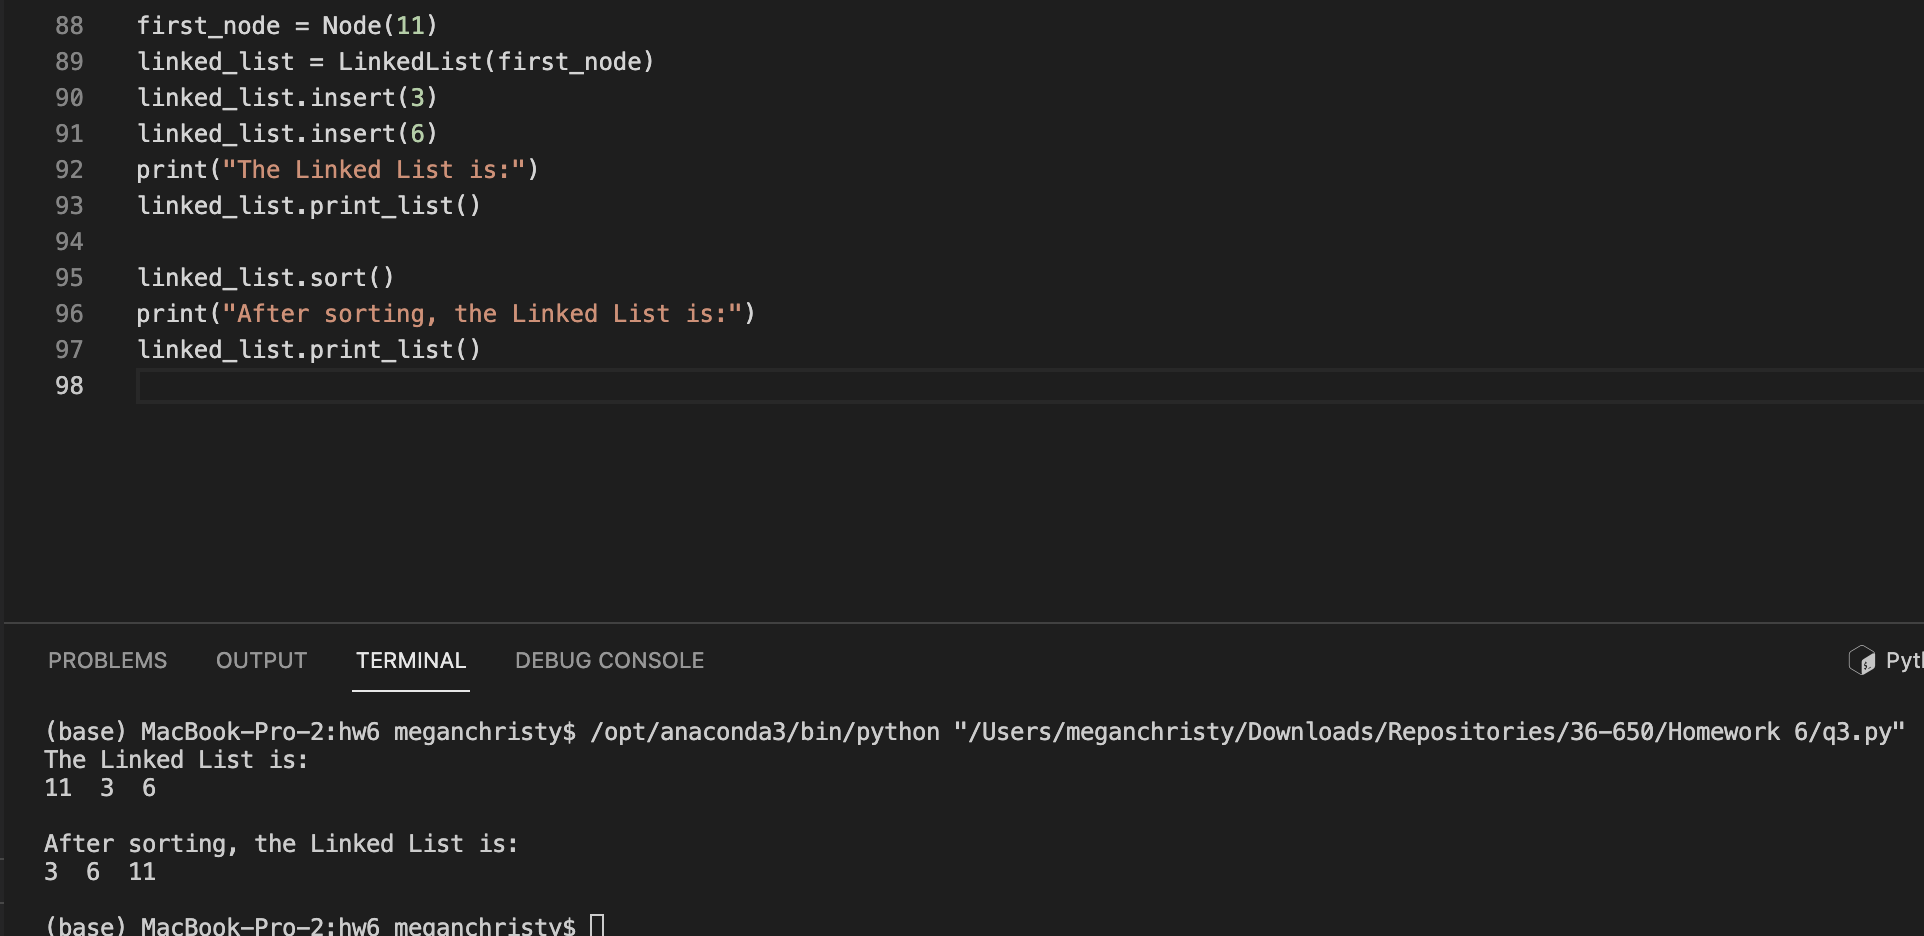 88 first_node = Node(11)
89 linked_list = LinkedList(first_node)
90 linked_list.insert(3)
91 linked_list.insert(6)
92 print("The Linked List is:")
93 linked_list.print_list()
94
95 linked_list.sort()
96 print("After sorting, the Linked List is:")
97 linked_list.print_list()
98
PROBLEMS OUTPUT TERMINAL DEBUG CONSOLE
(base) MacBook-Pro-2:hw6 meganchristy$ /opt/anaconda3/bin/python "/Users/meganchristy/Downloads/Repositories/36-650/Homework 6/q3.py"
The Linked List is:
11 3 6
After sorting, the Linked List is:
3 6 11
(base) MacBook-Pro-2:hw6 meganchristy$